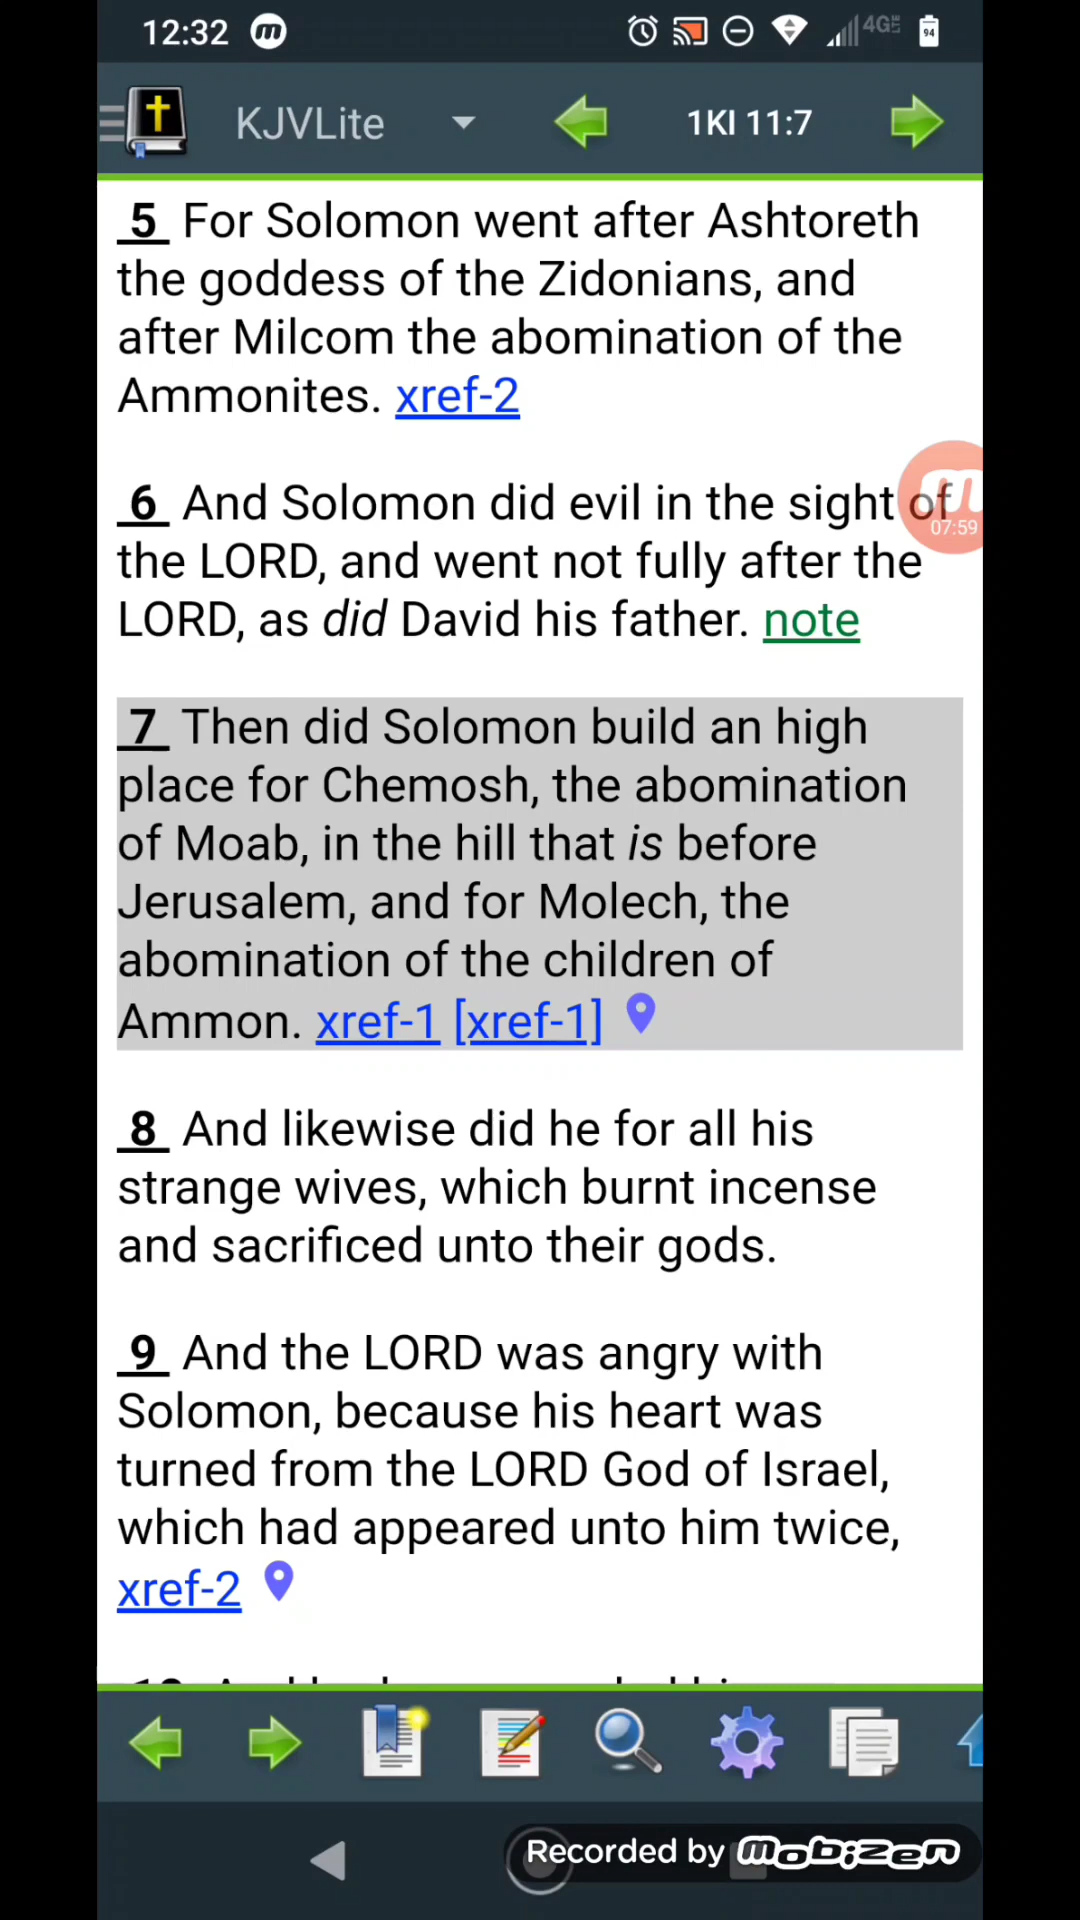 12:32 m 4GE 94
KJVLite 1KI 11:7
5 For Solomon went after Ashtoreth
the goddess of the Zidonians, and
after Milcom the abomination of the
Ammonites. xref-2
6 And Solomon did evil in the sight of
the LORD, and went not fully after the
LORD, as did David his father. note
m
07:59
7 Then did Solomon build an high
place for Chemosh, the abomination
of Moab, in the hill that is before
Jerusalem, and for Molech, the
abomination of the children of
Ammon. xref-1 [xref-1]
8 And likewise did he for all his
strange wives, which burnt incense
and sacrificed unto their gods.
9 And the LORD was angry with
Solomon, because his heart was
turned from the LORD God of Israel,
which had appeared unto him twice,
xref-2
Recorded by mobizen